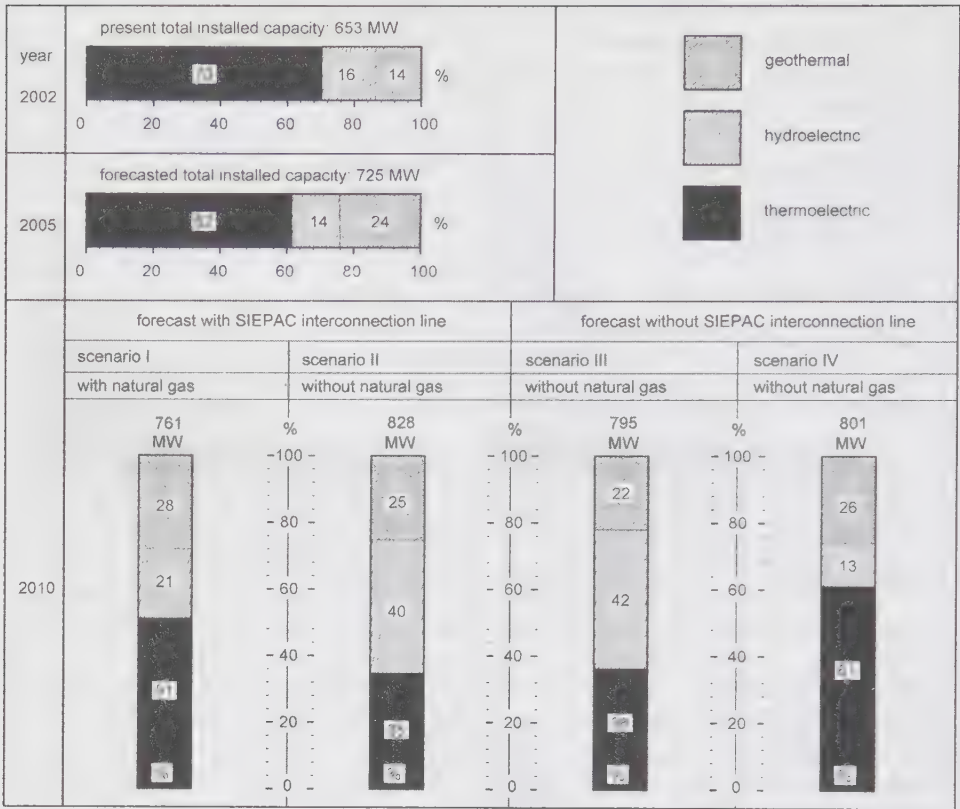 year
2002
present total installed capacity: 653 MW
70
16
14
%
0 20 40 60 80 100
geothermal
hydroelectric
thermoelectric
2005
forecasted total installed capacity: 725 MW
62
14
24
%
0 20 40 60 80 100
2010
forecast with SIEPAC interconnection line
forecast without SIEPAC interconnection line
scenario I
scenario II
scenario III
scenario IV
with natural gas
without natural gas
without natural gas
without natural gas
761
MW
28
21
51
%
100
80
60
40
20
0
828
MW
25
40
%
100
80
60
40
20
0
795
MW
22
42
%
100
80
60
40
20
0
801
MW
26
13
61